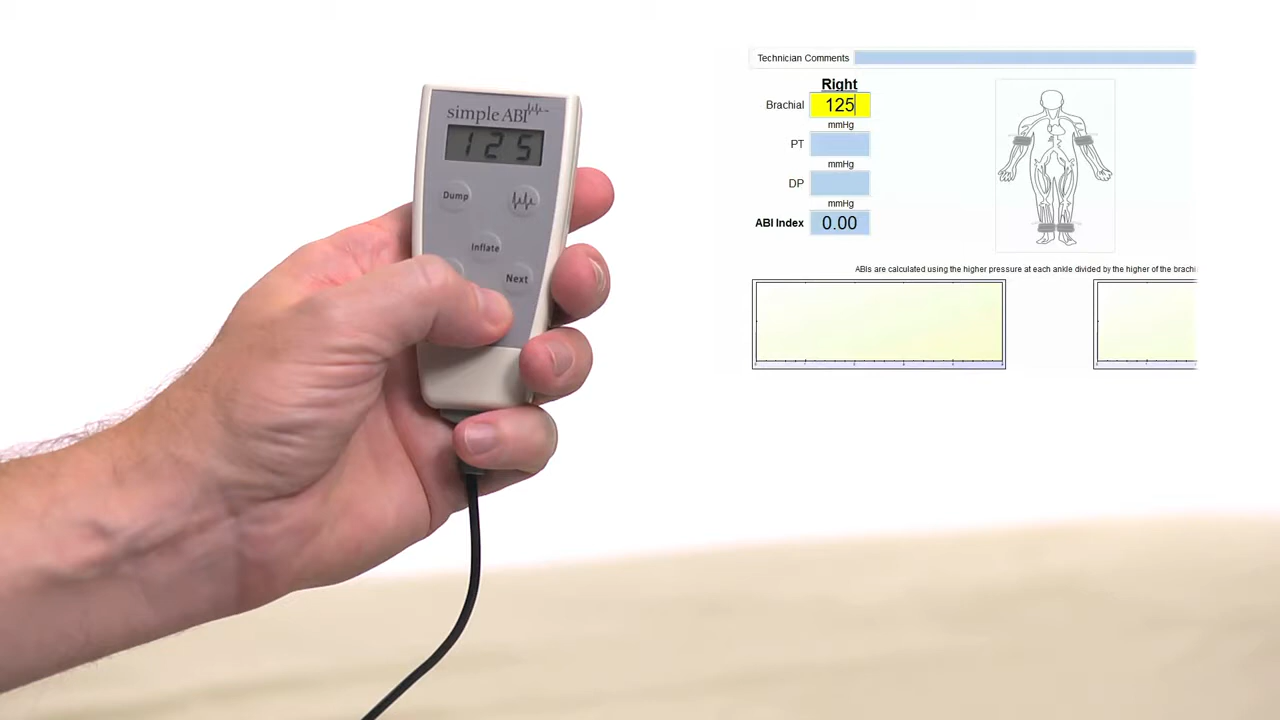 simple ABI
125
Dump
Inflate
Next
Technician Comments
Right
Brachial 125
mmHg
PT
mmHg
DP
mmHg
ABI Index 0.00
ABIs are calculated using the higher pressure at each ankle divided by the higher of the brachi